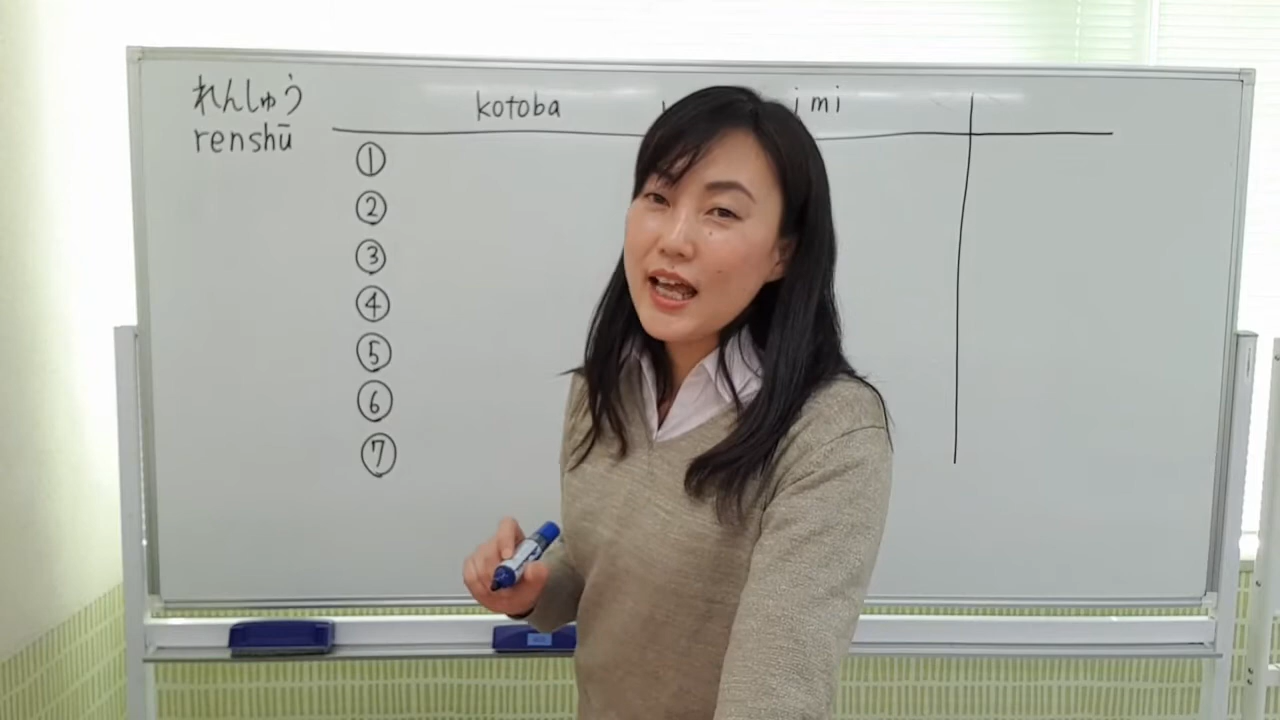 れんしゅう
renshū
kotoba
imi
①
②
③
④
⑤
⑥
⑦